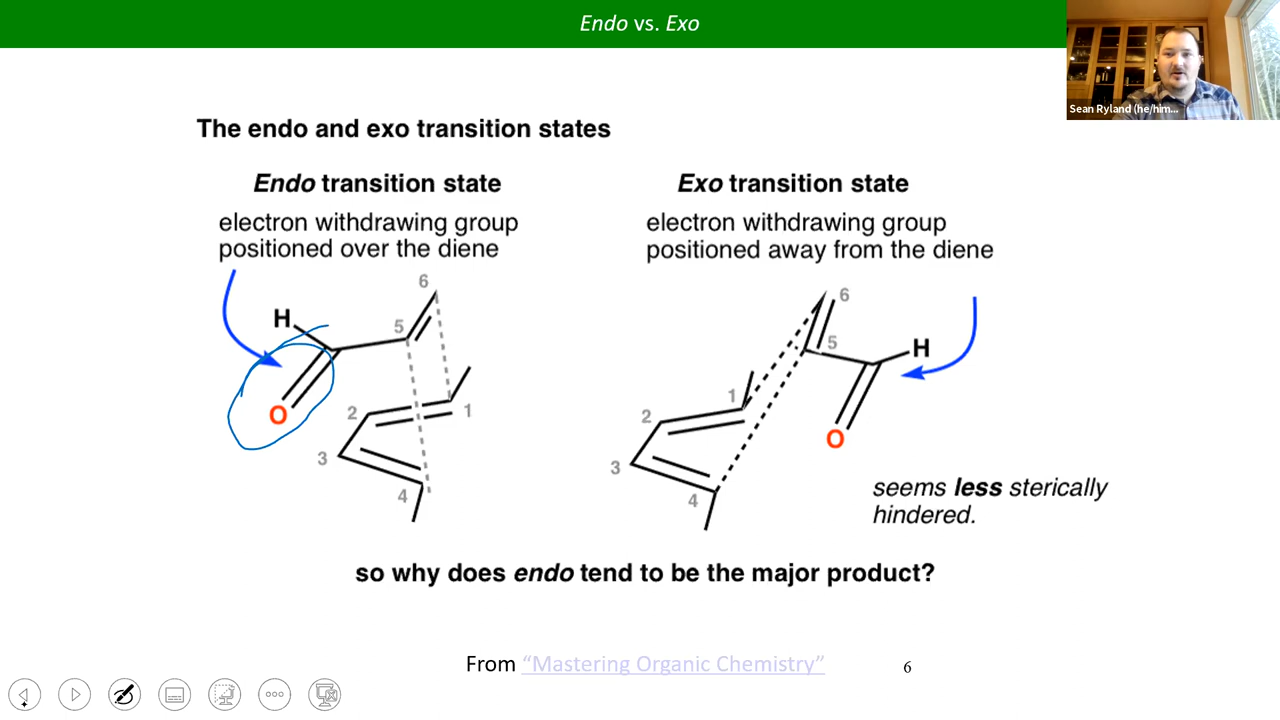 Endo vs. Exo
Sean Ryland (he/him...
The endo and exo transition states
Endo transition state
electron withdrawing group
positioned over the diene
6
H
5
O
2
1
3
4
Exo transition state
electron withdrawing group
positioned away from the diene
6
5
H
1
2
O
3
4
seems less sterically
hindered.
so why does endo tend to be the major product?
From “Mastering Organic Chemistry”
6